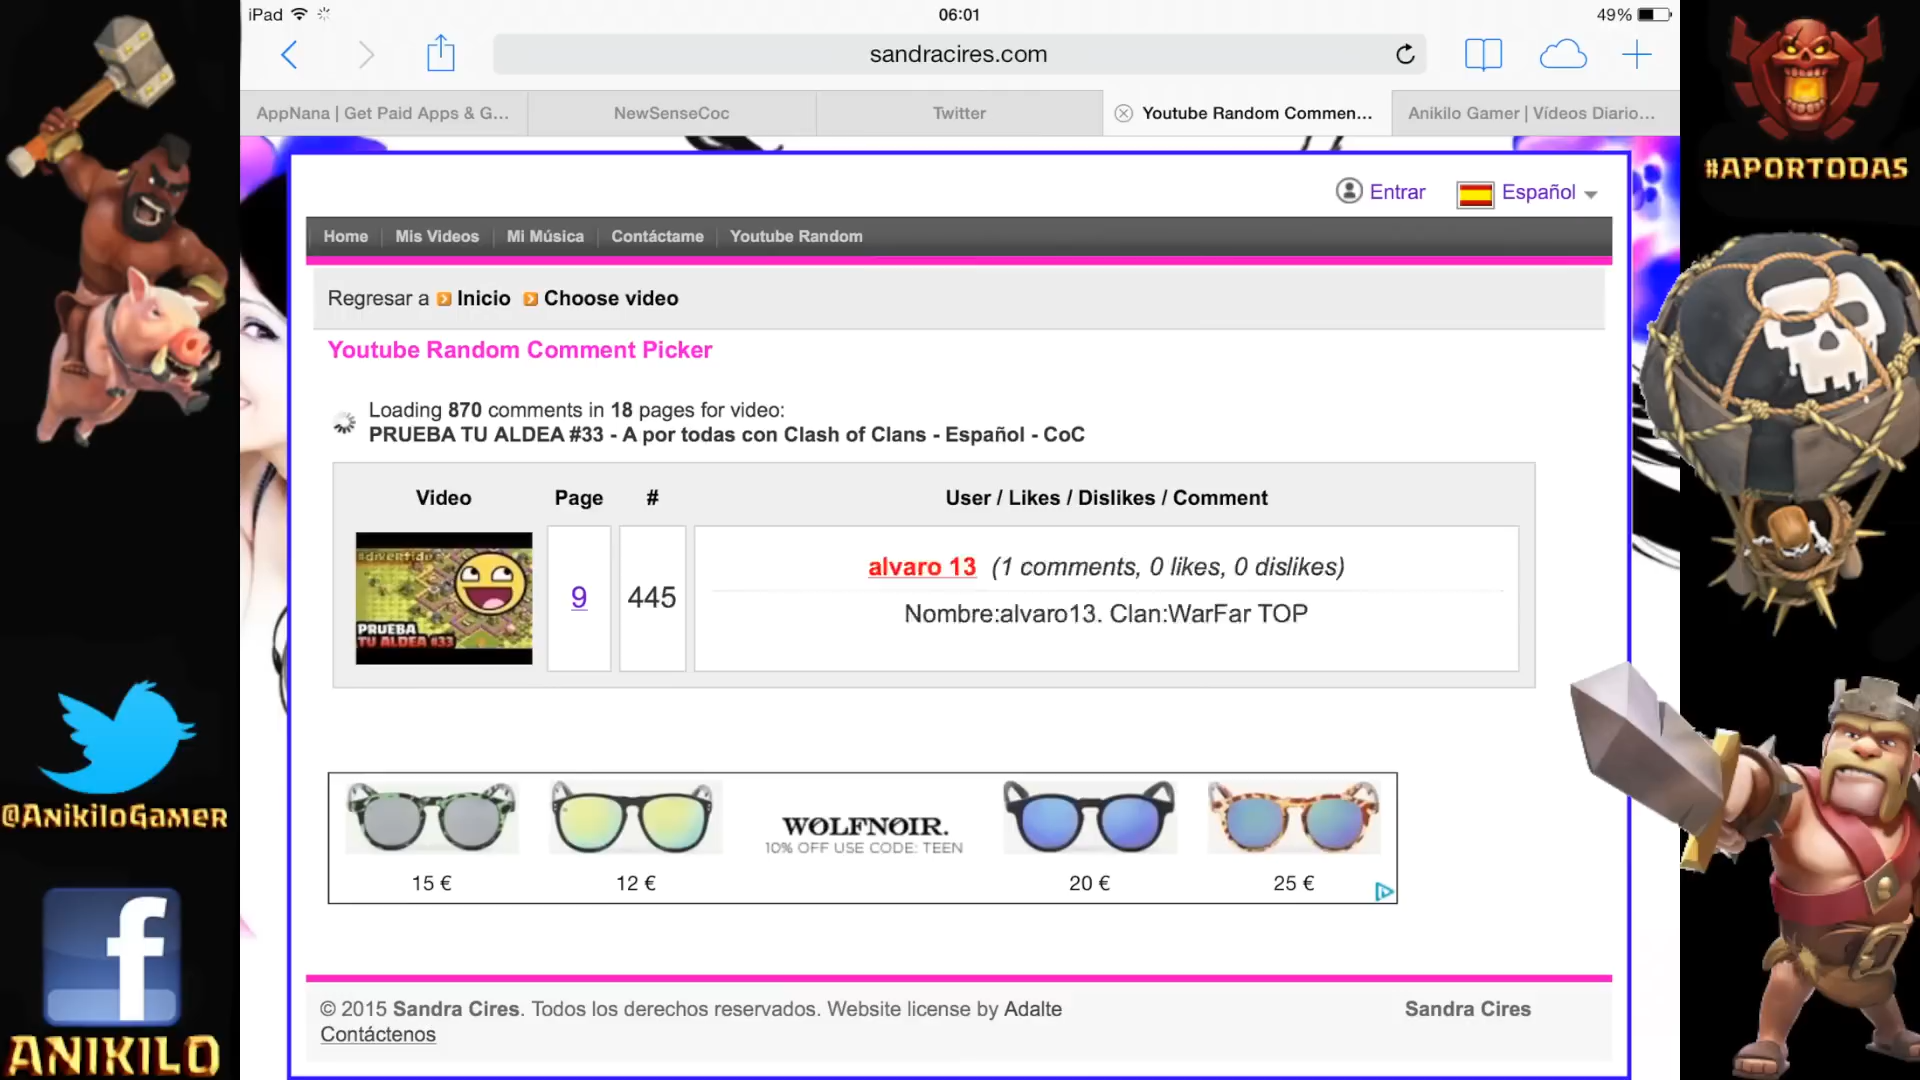 iPad
06:01
49%
sandracires.com
AppNana | Get Paid Apps & G...
NewSenseCoc
Twitter
Youtube Random Commen...
Anikilo Gamer | Vídeos Diario...
#APORTODAS
Entrar
Español
Home
Mis Videos
Mi Música
Contáctame
Youtube Random
Regresar a Inicio Choose video
Youtube Random Comment Picker
Loading 870 comments in 18 pages for video:
PRUEBA TU ALDEA #33 - A por todas con Clash of Clans - Español - CoC
Video
Page
#
User / Likes / Dislikes / Comment
#divertido
PRUEBA
TU ALDEA #33
9
445
alvaro 13 (1 comments, 0 likes, 0 dislikes)
Nombre:alvaro13. Clan:WarFar TOP
@AnikiloGamer
WOLFNOIR.
10% OFF USE CODE: TEEN
15 €
12 €
20 €
25 €
© 2015 Sandra Cires. Todos los derechos reservados. Website license by Adalte
Sandra Cires
Contáctenos
f
ANIKILO